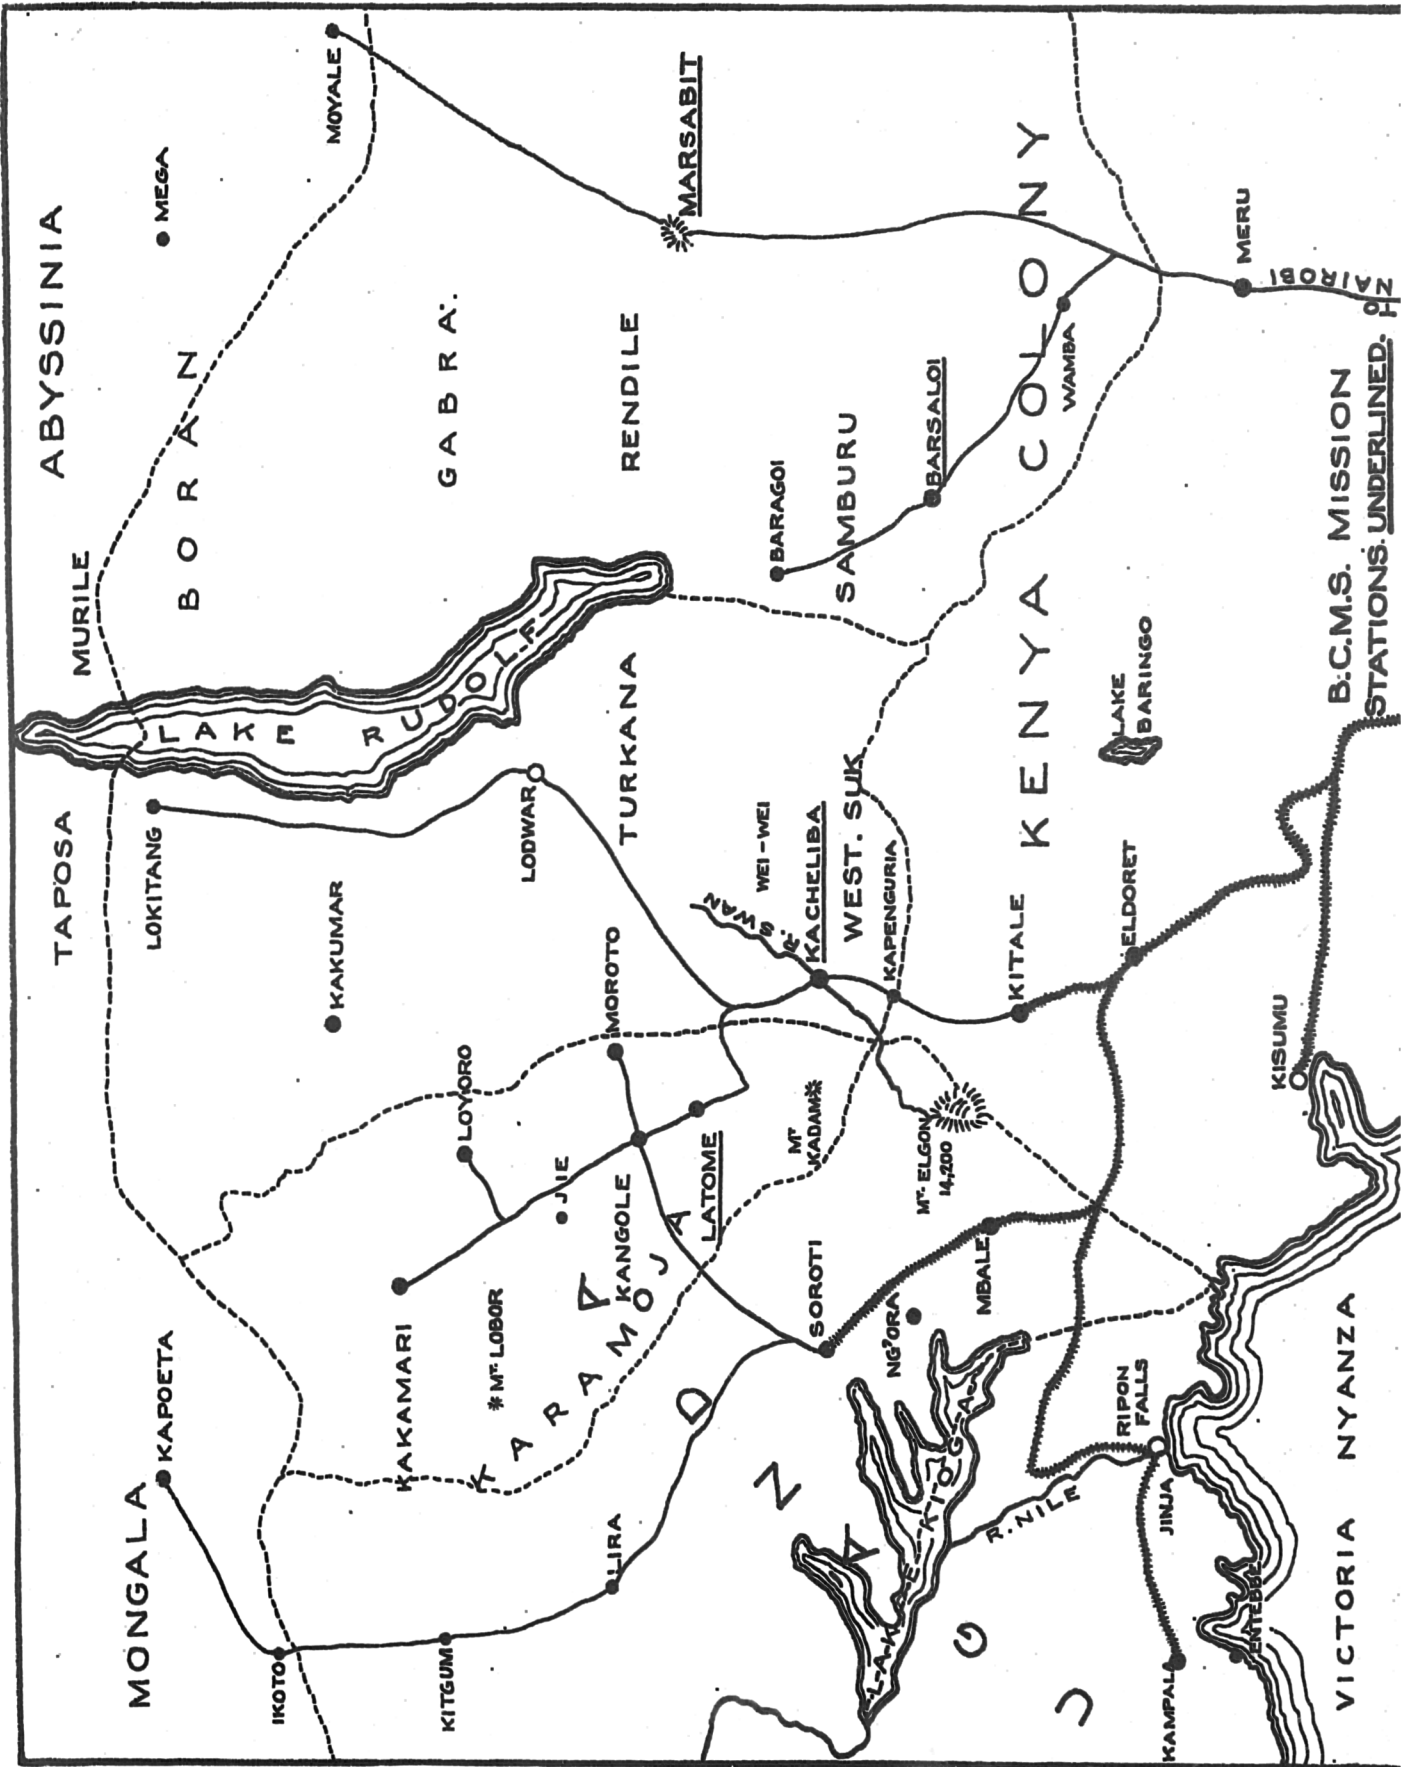 MONGALA
TAPOSA
MURILE
ABYSSINIA
KAPOETA
LOKITANG
BORAN
MEGA
IKOTO
KAKUMAR
MOYALE
KITGUM
KAKAMARI
Mt. LOBOR
LOYORO
LAKE RUDOLF
GABRA.
JIE
LODWAR
LIRA
KARAMOJA
KANGOLE
MOROTO
TURKANA
RENDILE
LATOME
R. SWAN
WEI-WEI
MARSABIT
SOROTI
Mt
KADAM
KACHELIBA
BARAGOI
WEST. SUK
SAMBURU
NG'ORA
KAPENGURIA
BARSALOI
LAKE KIOGA
MBALE
Mt. ELGON
14,200
KITALE
KENYA COLONY
WAMBA
UGANDA
R. NILE
RIPON
FALLS
ELDORET
LAKE
BARINGO
KAMPALA
JINJA
MERU
ENTEBBE
KISUMU
NAIROBI
VICTORIA NYANZA
B.C.M.S. MISSION
STATIONS. UNDERLINED.